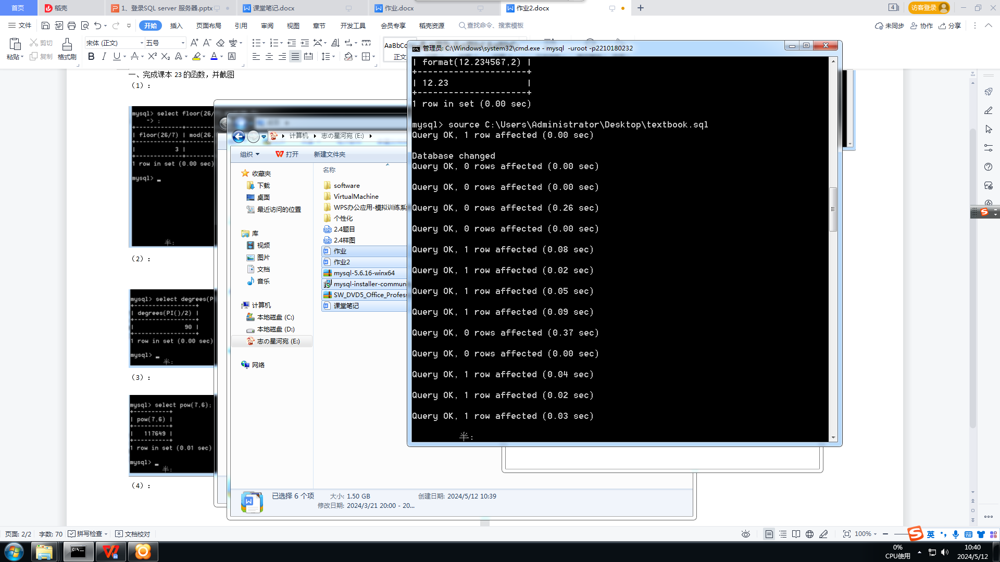 首页
稻壳
1、登录SQL server 服务器.pptx
课堂笔记.docx
作业.docx
作业2.docx
4
访客登录
文件
开始
插入
页面布局
引用
审阅
视图
章节
开发工具
会员专享
稻壳资源
查找命令、搜索模板
未同步
协作
分享
粘贴
剪切
复制
格式刷
宋体 (正文)
五号
AaBbCc
正文
一、完成课本 23 的函数，并截图
（1）：
mysql> select floor(26/
-> ;
| floor(26/7) | mod(26,
| 3 |
1 row in set (0.00 sec)
mysql> _
半:
（2）：
mysql> select degrees(P
+------------------+
| degrees(PI()/2) |
+------------------+
| 90 |
+------------------+
1 row in set (0.00 sec)
mysql> _
半:
（3）：
mysql> select pow(7,6);
+----------+
| pow(7,6) |
+----------+
| 117649 |
+----------+
1 row in set (0.01 sec)
mysql> _
半:
（4）：
计算机
志の星河宛 (E:)
组织
打开
新建文件夹
收藏夹
下载
桌面
最近访问的位置
库
视频
图片
文档
音乐
计算机
本地磁盘 (C:)
本地磁盘 (D:)
志の星河宛 (E:)
网络
名称
software
VirtualMachine
WPS办公应用-模拟训练系
个性化
2.4题目
2.4样图
作业
作业2
mysql-5.6.16-winx64
mysql-installer-commun
SW_DVD5_Office_Profess
课堂笔记
已选择 6 个项
大小: 1.50 GB
创建日期: 2024/5/12 10:39
修改日期: 2024/3/21 20:00 - 20...
管理员: C:\Windows\system32\cmd.exe - mysql -uroot -p2210180232
| format(12.234567,2) |
+---------------------+
| 12.23 |
+---------------------+
1 row in set (0.00 sec)
mysql> source C:\Users\Administrator\Desktop\textbook.sql
Query OK, 1 row affected (0.00 sec)
Database changed
Query OK, 0 rows affected (0.00 sec)
Query OK, 0 rows affected (0.00 sec)
Query OK, 0 rows affected (0.26 sec)
Query OK, 0 rows affected (0.00 sec)
Query OK, 1 row affected (0.08 sec)
Query OK, 1 row affected (0.02 sec)
Query OK, 1 row affected (0.05 sec)
Query OK, 1 row affected (0.09 sec)
Query OK, 0 rows affected (0.37 sec)
Query OK, 0 rows affected (0.00 sec)
Query OK, 1 row affected (0.04 sec)
Query OK, 1 row affected (0.02 sec)
Query OK, 1 row affected (0.03 sec)
半:
页面: 2/2
字数: 70
拼写检查
文档校对
100%
英
0%
CPU使用
10:40
2024/5/12